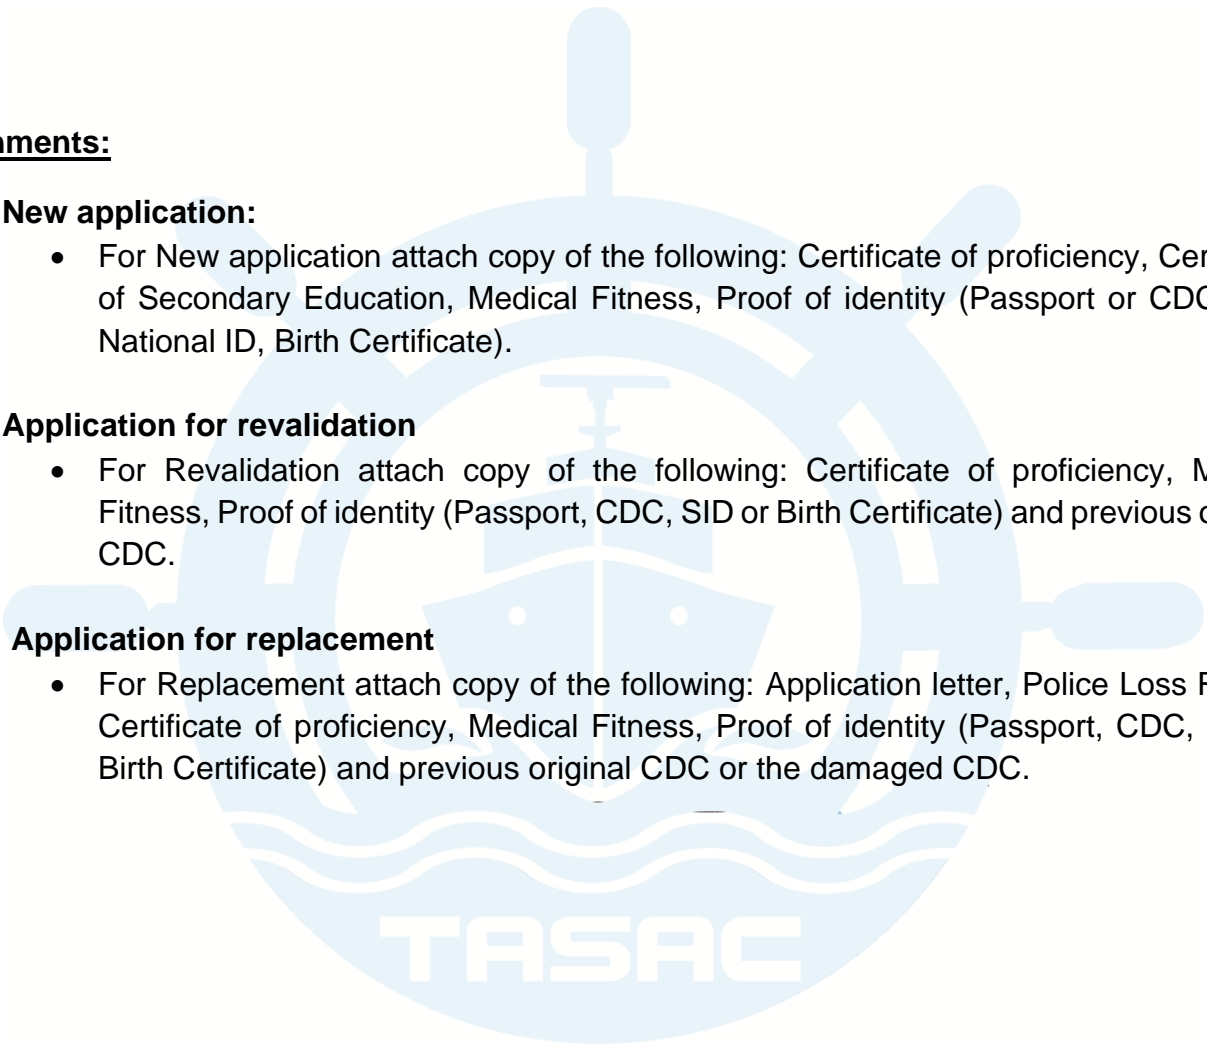 New application:
• For New application attach copy of the following: Certificate of proficiency,
of Secondary Education, Medical Fitness, Proof of identity (Passport or CDC
National ID, Birth Certificate).
Application for revalidation
• For Revalidation attach copy of the following: Certificate of proficiency,
Fitness, Proof of identity (Passport, CDC, SID or Birth Certificate) and previous
CDC.
Application for replacement
• For Replacement attach copy of the following: Application letter, Police Loss
Certificate of proficiency, Medical Fitness, Proof of identity (Passport, CDC,
Birth Certificate) and previous original CDC or the damaged CDC.
TASAC